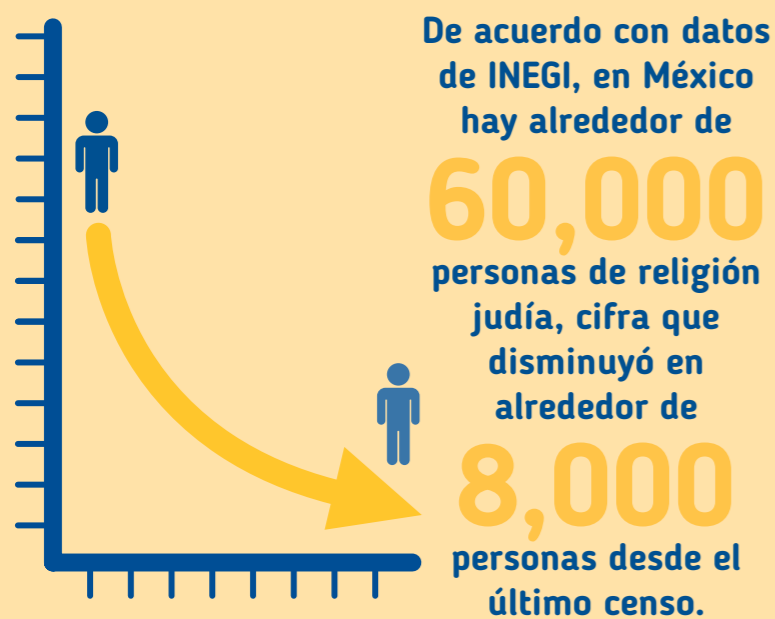 De acuerdo con datos
de INEGI, en México
hay alrededor de
60,000
personas de religión
judía, cifra que
disminuyó en
alrededor de
8,000
personas desde el
último censo.